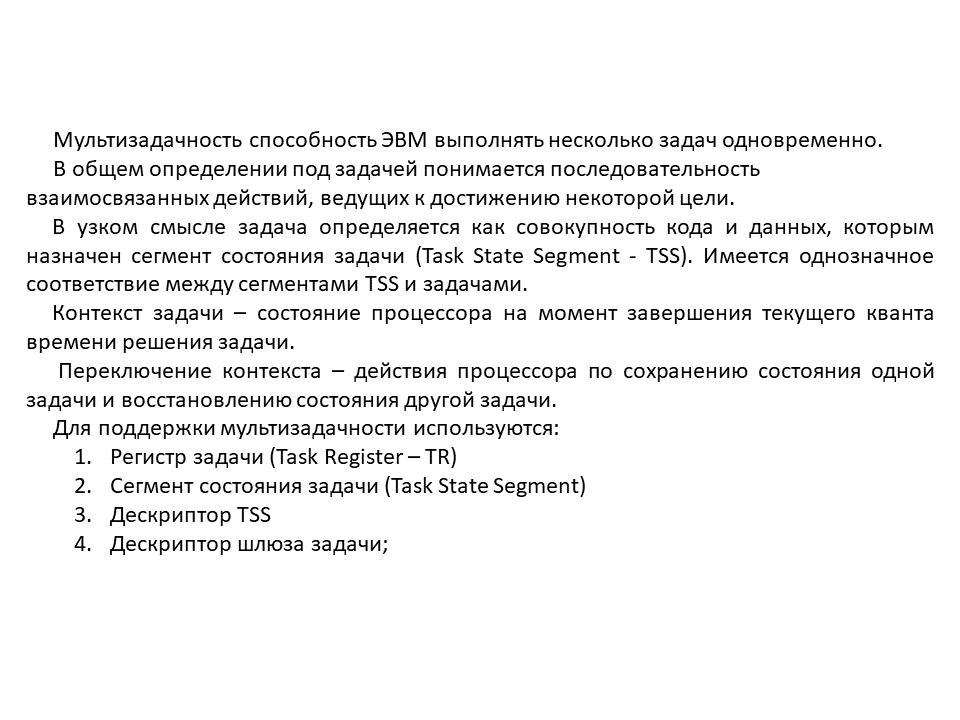 Мультизадачность способность ЭВМ выполнять несколько задач одновременно.
В общем определении под задачей понимается последовательность
взаимосвязанных действий, ведущих к достижению некоторой цели.
В узком смысле задача определяется как совокупность кода и данных, которым
назначен сегмент состояния задачи (Task State Segment - TSS). Имеется однозначное
соответствие между сегментами TSS и задачами.
Контекст задачи – состояние процессора на момент завершения текущего кванта
времени решения задачи.
Переключение контекста – действия процессора по сохранению состояния одной
задачи и восстановлению состояния другой задачи.
Для поддержки мультизадачности используются:
1. Регистр задачи (Task Register – TR)
2. Сегмент состояния задачи (Task State Segment)
3. Дескриптор TSS
4. Дескриптор шлюза задачи;